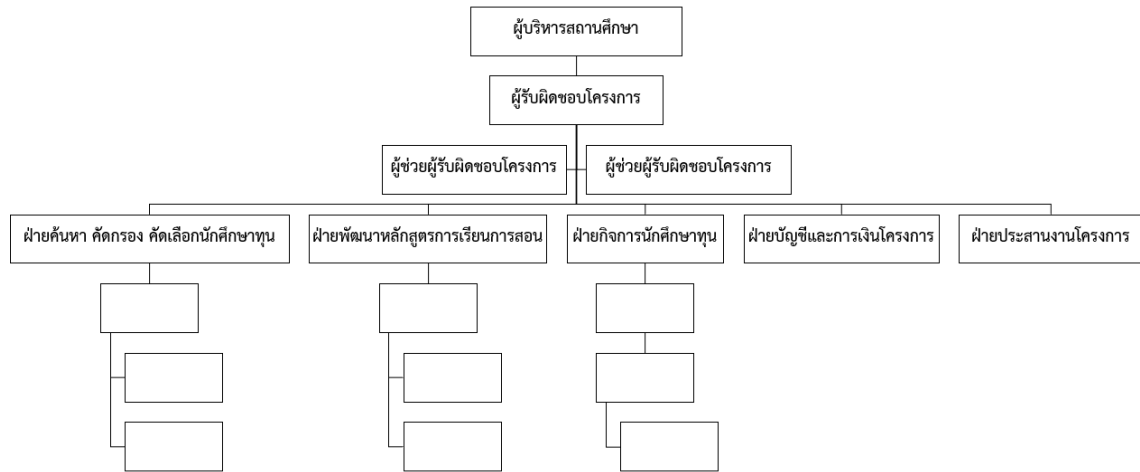 ผู้บริหารสถานศึกษา
ผู้รับผิดชอบโครงการ
ผู้ช่วยผู้รับผิดชอบโครงการ
ผู้ช่วยผู้รับผิดชอบโครงการ
ฝ่ายค้นหา คัดกรอง คัดเลือกนักศึกษาทุน
ฝ่ายพัฒนาหลักสูตรการเรียนการสอน
ฝ่ายกิจการนักศึกษาทุน
ฝ่ายบัญชีและการเงินโครงการ
ฝ่ายประสานงานโครงการ